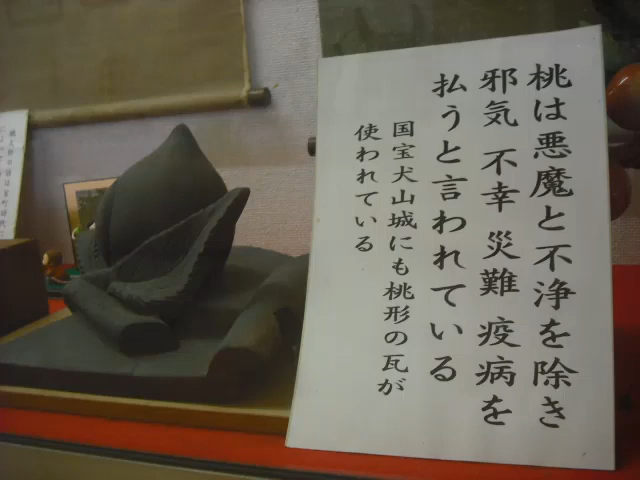 桃は悪魔と不浄を除き
邪気 不幸 災難 疫病を
払うと言われている
国宝犬山城にも桃形の瓦が
使われている